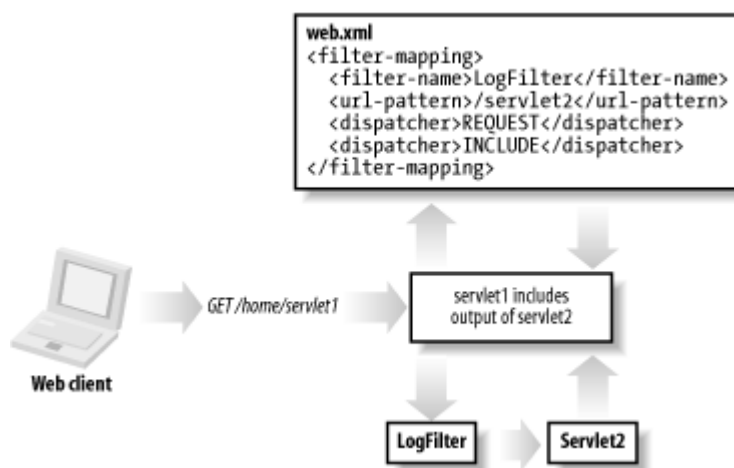 web.xml
<filter-mapping>
  <filter-name>LogFilter</filter-name>
  <url-pattern>/servlet2</url-pattern>
  <dispatcher>REQUEST</dispatcher>
  <dispatcher>INCLUDE</dispatcher>
</filter-mapping>
GET /home/servlet1
servlet1 includes
output of servlet2
Web client
LogFilter
Servlet2